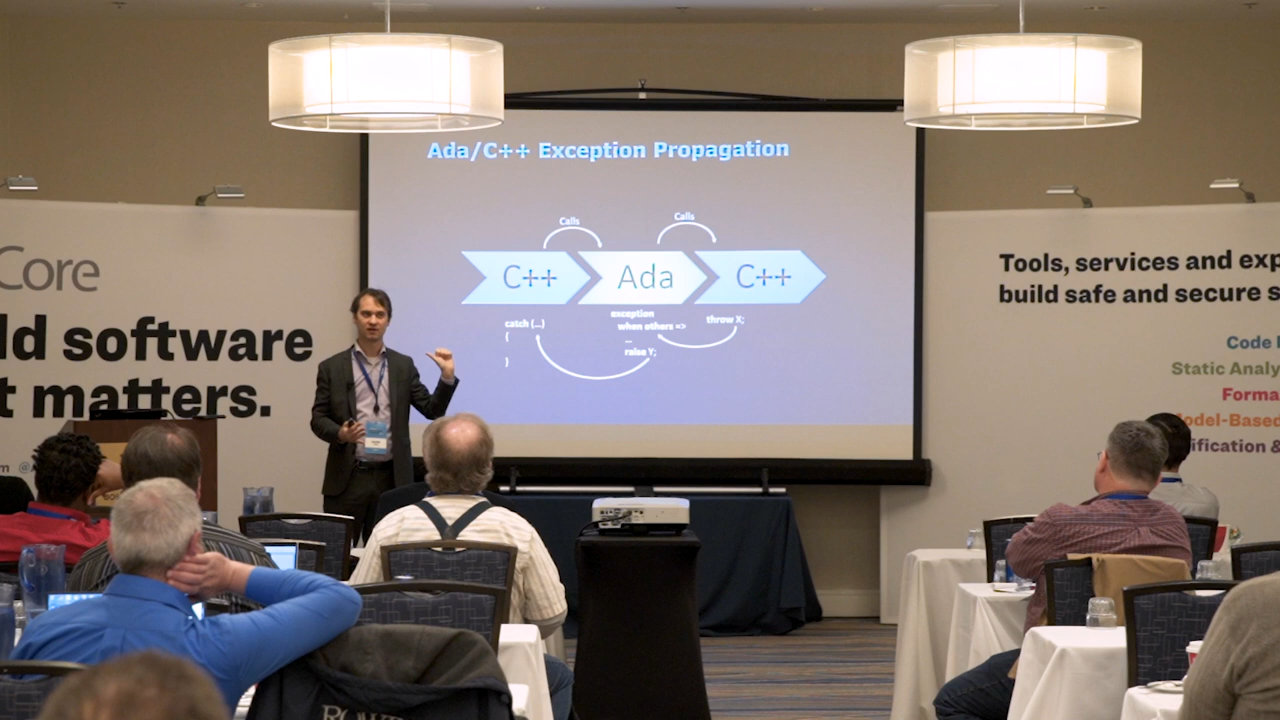 Ada/C++ Exception Propagation
Calls
Calls
C++
Ada
C++
catch (...)
{
}
exception
when others =>
...
raise Y;
throw X;
Core
ld software
t matters.
Tools, services and exp
build safe and secure s
Code
Static Analy
Forma
odel-Based
ification &